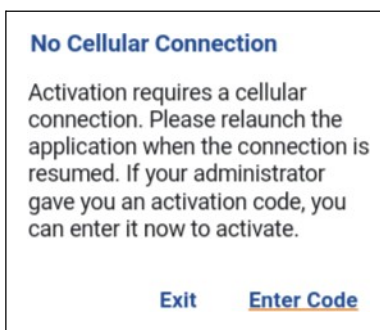 No Cellular Connection
Activation requires a cellular
connection. Please relaunch the
application when the connection is
resumed. If your administrator
gave you an activation code, you
can enter it now to activate.
Exit Enter Code